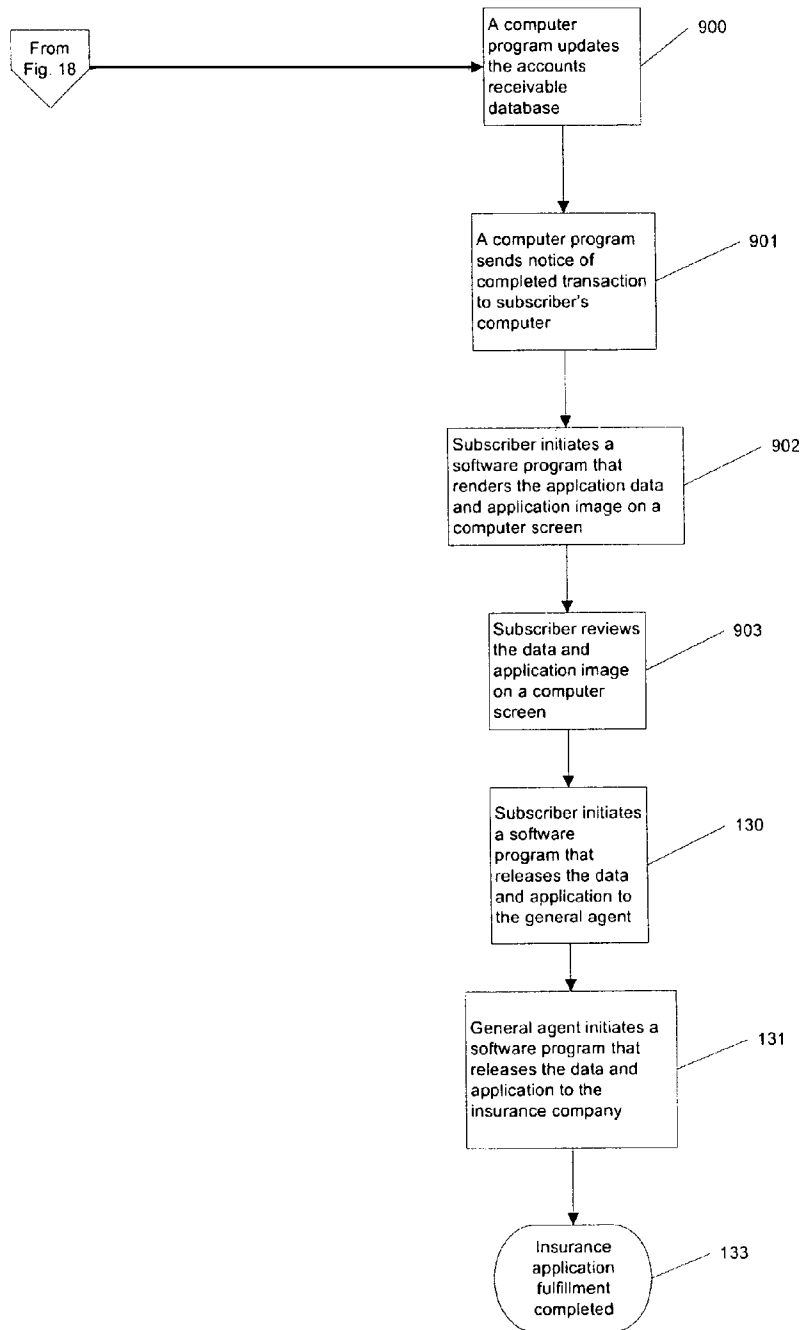 From
Fig. 18
A computer
program updates
the accounts
receivable
database
900
A computer program
sends notice of
completed transaction
to subscriber's
computer
901
Subscriber initiates a
software program that
renders the applcation data
and application image on a
computer screen
902
Subscriber reviews
the data and
application image
on a computer
screen
903
Subscriber initiates
a software
program that
releases the data
and application to
the general agent
130
General agent initiates a
software program that
releases the data and
application to the
insurance company
131
Insurance
application
fulfillment
completed
133